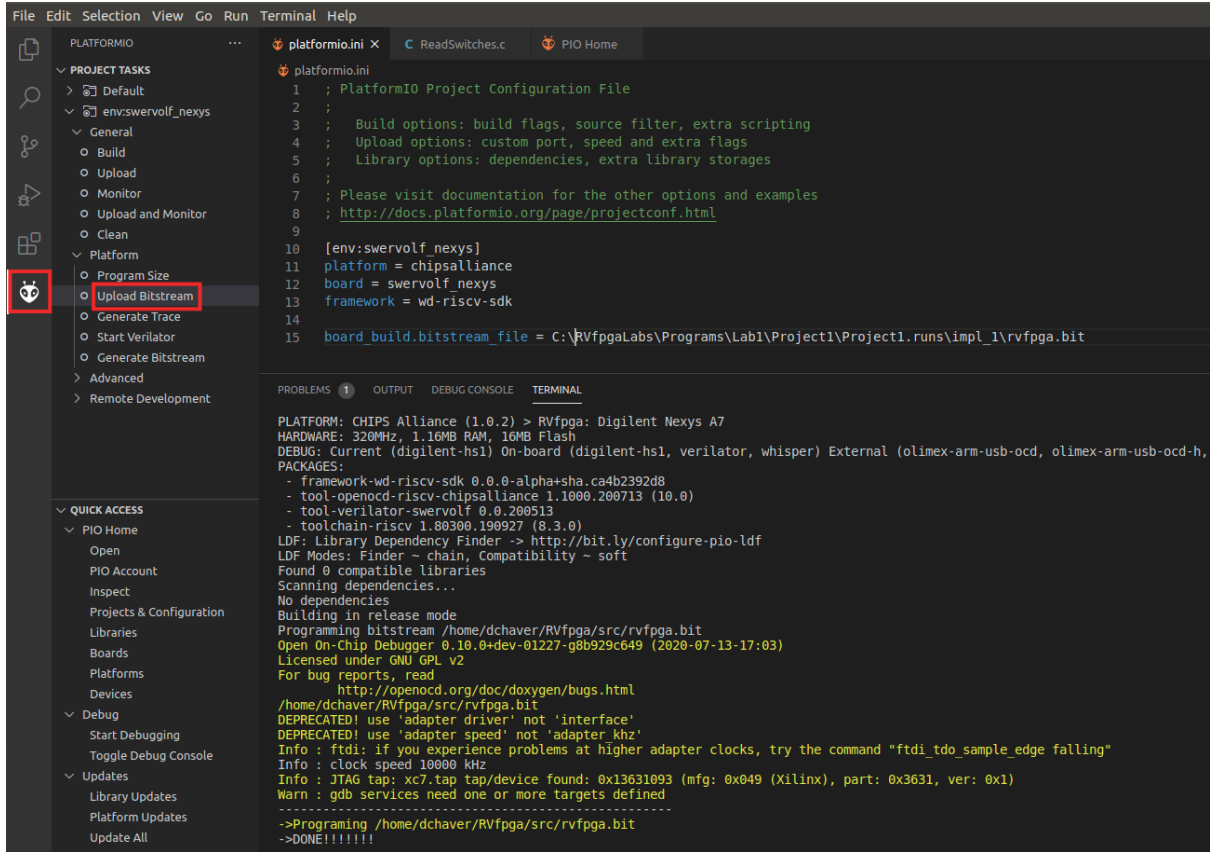 File Edit Selection View Go Run Terminal Help
PLATFORMIO ...
PROJECT TASKS
Default
env:swervolf_nexys
General
Build
Upload
Monitor
Upload and Monitor
Clean
Platform
Program Size
Upload Bitstream
Generate Trace
Start Verilator
Generate Bitstream
Advanced
Remote Development
QUICK ACCESS
PIO Home
Open
PIO Account
Inspect
Projects & Configuration
Libraries
Boards
Platforms
Devices
Debug
Start Debugging
Toggle Debug Console
Updates
Library Updates
Platform Updates
Update All
platformio.ini × C ReadSwitches.c PIO Home
platformio.ini
1 ; PlatformIO Project Configuration File
2 ;
3 ; Build options: build flags, source filter, extra scripting
4 ; Upload options: custom port, speed and extra flags
5 ; Library options: dependencies, extra library storages
6 ;
7 ; Please visit documentation for the other options and examples
8 ; http://docs.platformio.org/page/projectconf.html
9
10 [env:swervolf_nexys]
11 platform = chipsalliance
12 board = swervolf_nexys
13 framework = wd-riscv-sdk
14
15 board_build.bitstream_file = C:\RVfpgaLabs\Programs\Lab1\Project1\Project1.runs\impl_1\rvfpga.bit
PROBLEMS 1 OUTPUT DEBUG CONSOLE TERMINAL
PLATFORM: CHIPS Alliance (1.0.2) > RVfpga: Digilent Nexys A7
HARDWARE: 320MHz, 1.16MB RAM, 16MB Flash
DEBUG: Current (digilent-hs1) On-board (digilent-hs1, verilator, whisper) External (olimex-arm-usb-ocd, olimex-arm-usb-ocd-h,
PACKAGES:
- framework-wd-riscv-sdk 0.0.0-alpha+sha.ca4b2392d8
- tool-openocd-riscv-chipsalliance 1.1000.200713 (10.0)
- tool-verilator-swervolf 0.0.200513
- toolchain-riscv 1.80300.190927 (8.3.0)
LDF: Library Dependency Finder -> http://bit.ly/configure-pio-ldf
LDF Modes: Finder ~ chain, Compatibility ~ soft
Found 0 compatible libraries
Scanning dependencies...
No dependencies
Building in release mode
Programming bitstream /home/dchaver/RVfpga/src/rvfpga.bit
Open On-Chip Debugger 0.10.0+dev-01227-g8b929c649 (2020-07-13-17:03)
Licensed under GNU GPL v2
For bug reports, read
http://openocd.org/doc/doxygen/bugs.html
/home/dchaver/RVfpga/src/rvfpga.bit
DEPRECATED! use 'adapter driver' not 'interface'
DEPRECATED! use 'adapter speed' not 'adapter_khz'
Info : ftdi: if you experience problems at higher adapter clocks, try the command "ftdi_tdo_sample_edge falling"
Info : clock speed 10000 kHz
Info : JTAG tap: xc7.tap tap/device found: 0x13631093 (mfg: 0x049 (Xilinx), part: 0x3631, ver: 0x1)
Warn : gdb services need one or more targets defined
-----------------------------------------------------
->Programing /home/dchaver/RVfpga/src/rvfpga.bit
->DONE!!!!!!!